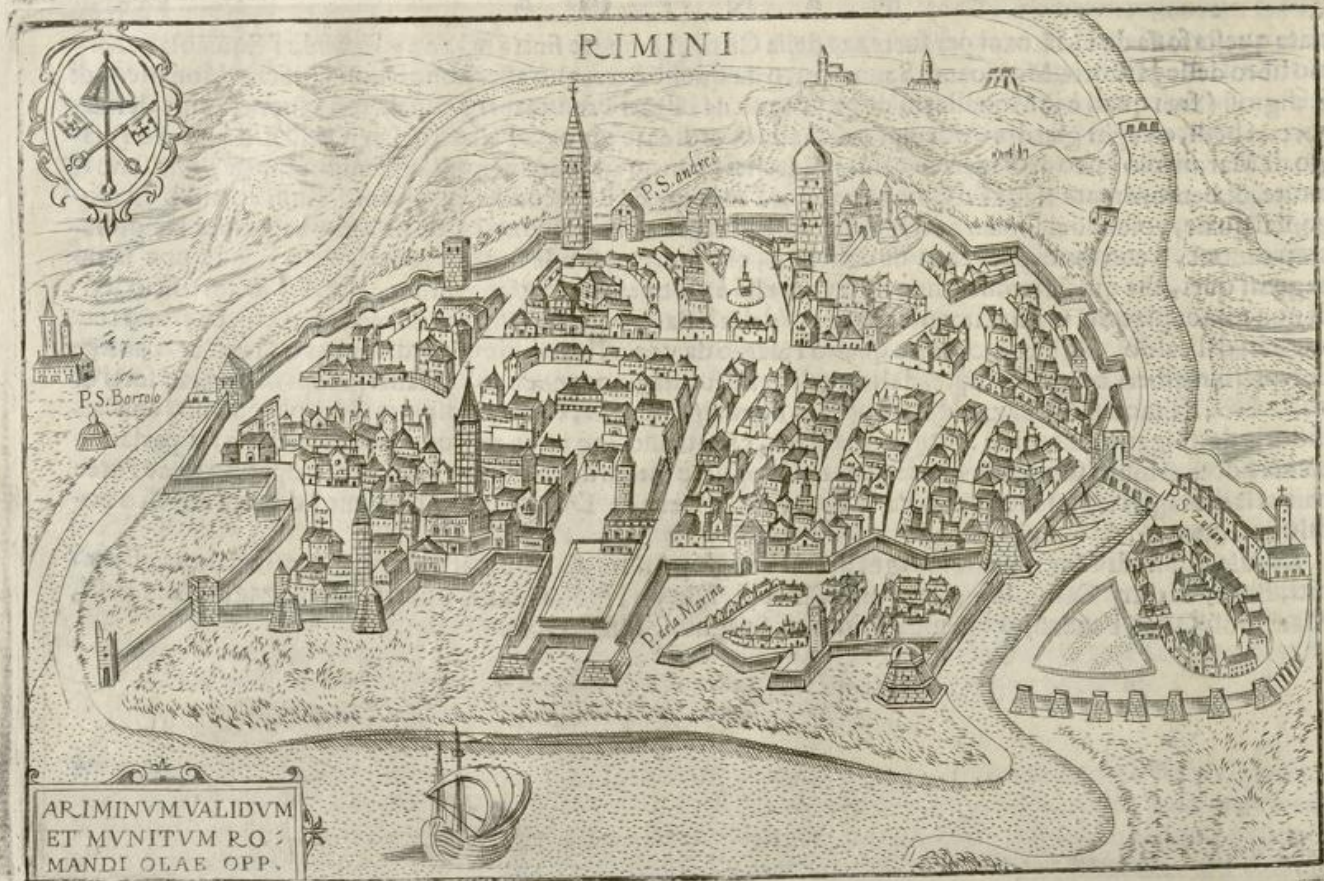 RIMINI
P. S. andrea
P. S. Bortolo
P. S. Zulian
P. dela Marina
ARIMINVM VALIDVM
ET MVNITVM RO:
MANDI OLAE OPP.